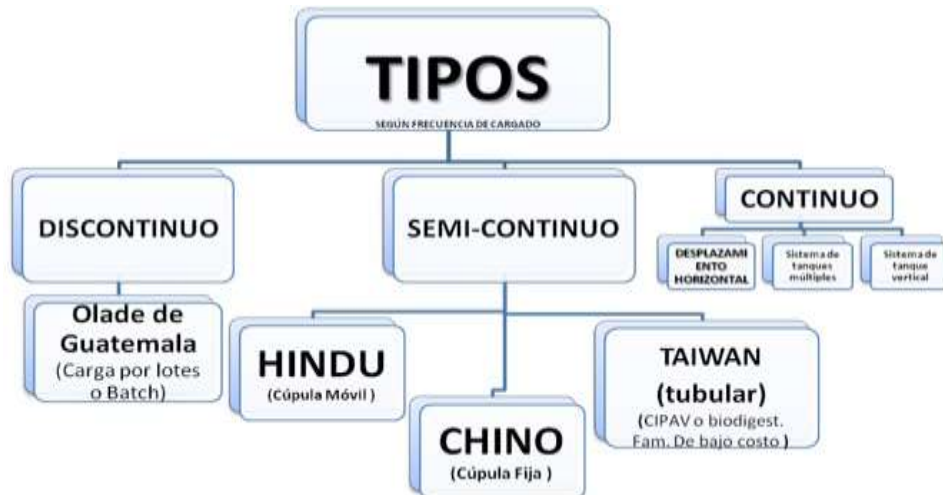 TIPOS
SEGÚN FRECUENCIA DE CARGADO
DISCONTINUO
SEMI-CONTINUO
CONTINUO
DESPLAZAMI
ENTO
HORIZONTAL
Sistema de
tanques
múltiples
Sistema de
tanque
vertical
Olade de
Guatemala
(Carga por lotes
o Batch)
HINDU
(Cúpula Móvil )
CHINO
(Cúpula Fija )
TAIWAN
(tubular)
(CIPAV o biodigest.
Fam. De bajo costo )